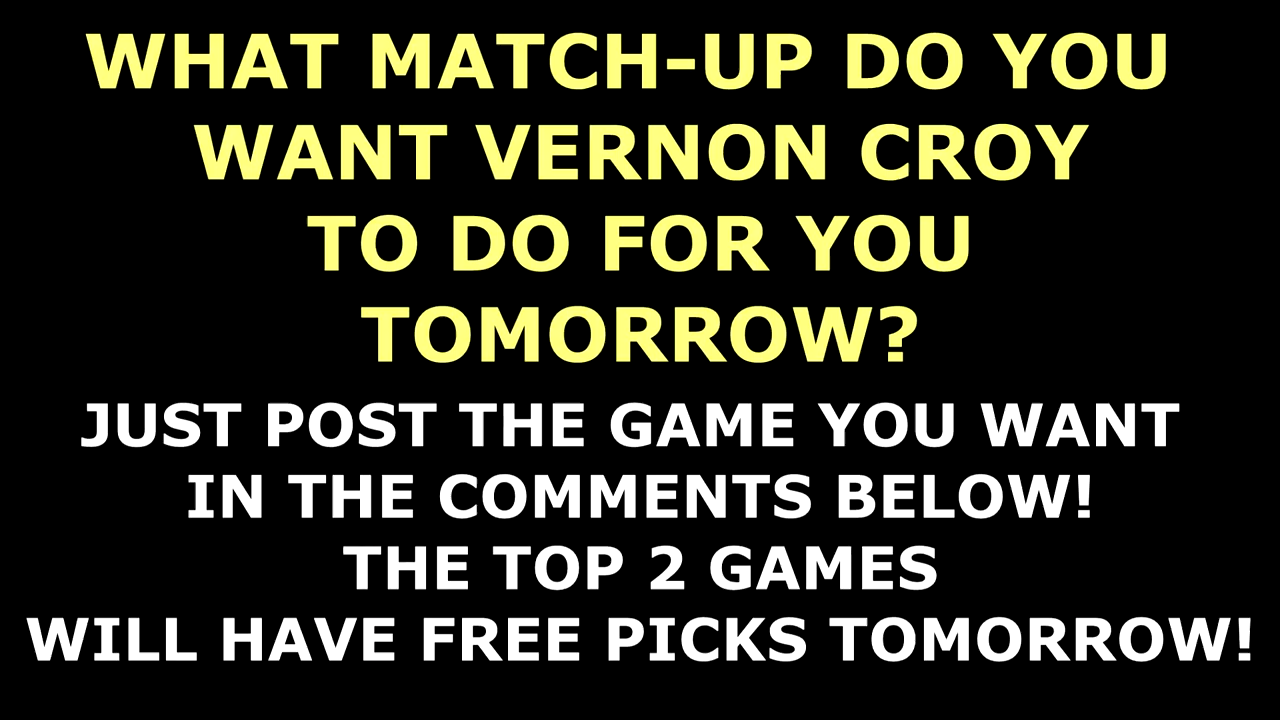 WHAT MATCH-UP DO YOU
WANT VERNON CROY
TO DO FOR YOU
TOMORROW?
JUST POST THE GAME YOU WANT
IN THE COMMENTS BELOW!
THE TOP 2 GAMES
WILL HAVE FREE PICKS TOMORROW!